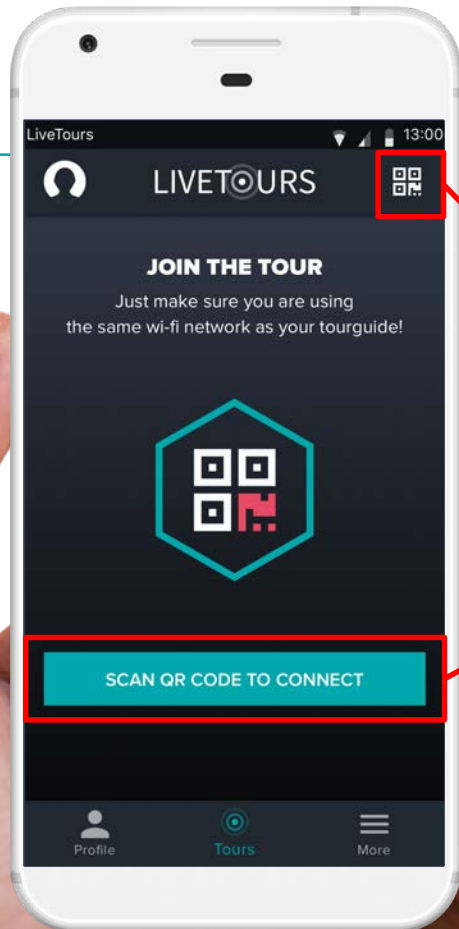 LiveTours
13:00
LIVETOURS
JOIN THE TOUR
Just make sure you are using
the same wi-fi network as your tourguide!
SCAN QR CODE TO CONNECT
Profile
Tours
More